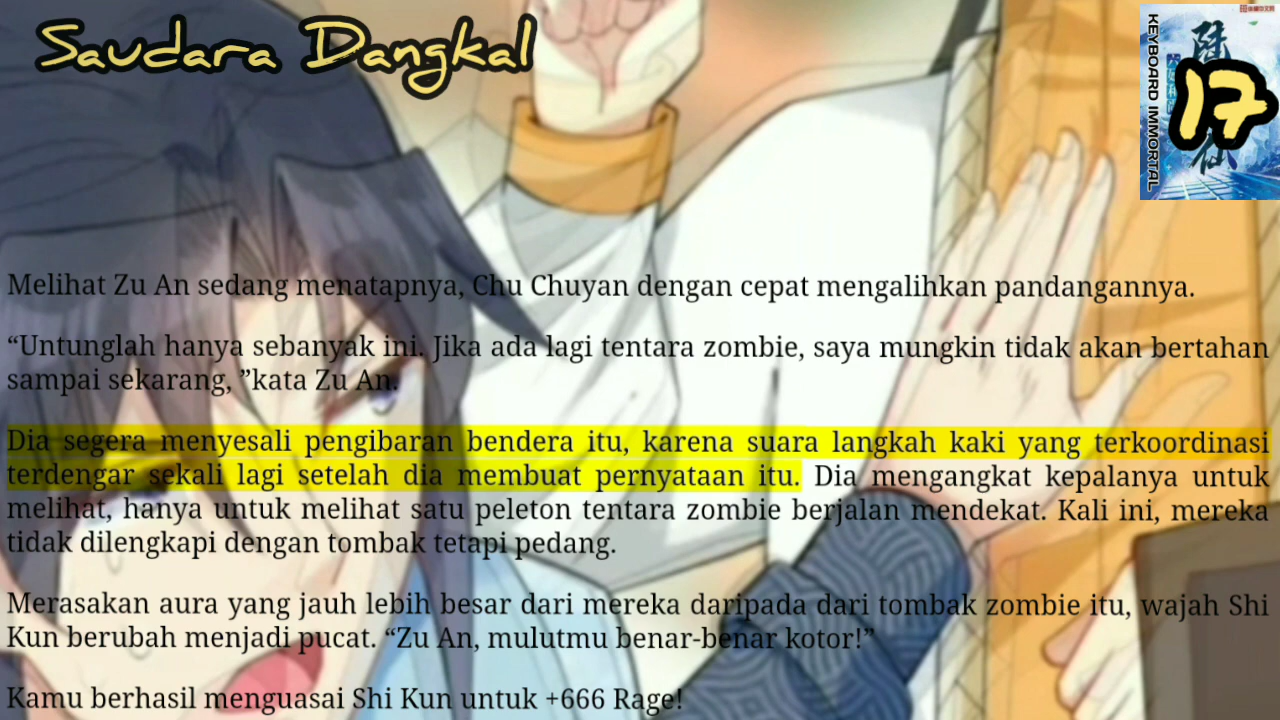 Saudara Dangkal
KEYBOARD IMMORTAL
17
Melihat Zu An sedang menatapnya, Chu Chuyan dengan cepat mengalihkan pandangannya.
“Untunglah hanya sebanyak ini. Jika ada lagi tentara zombie, saya mungkin tidak akan bertahan
sampai sekarang, ”kata Zu An.
Dia segera menyesali pengibaran bendera itu, karena suara langkah kaki yang terkoordinasi
terdengar sekali lagi setelah dia membuat pernyataan itu. Dia mengangkat kepalanya untuk
melihat, hanya untuk melihat satu peleton tentara zombie berjalan mendekat. Kali ini, mereka
tidak dilengkapi dengan tombak tetapi pedang.
Merasakan aura yang jauh lebih besar dari mereka daripada dari tombak zombie itu, wajah Shi
Kun berubah menjadi pucat. “Zu An, mulutmu benar-benar kotor!”
Kamu berhasil menguasai Shi Kun untuk +666 Rage!